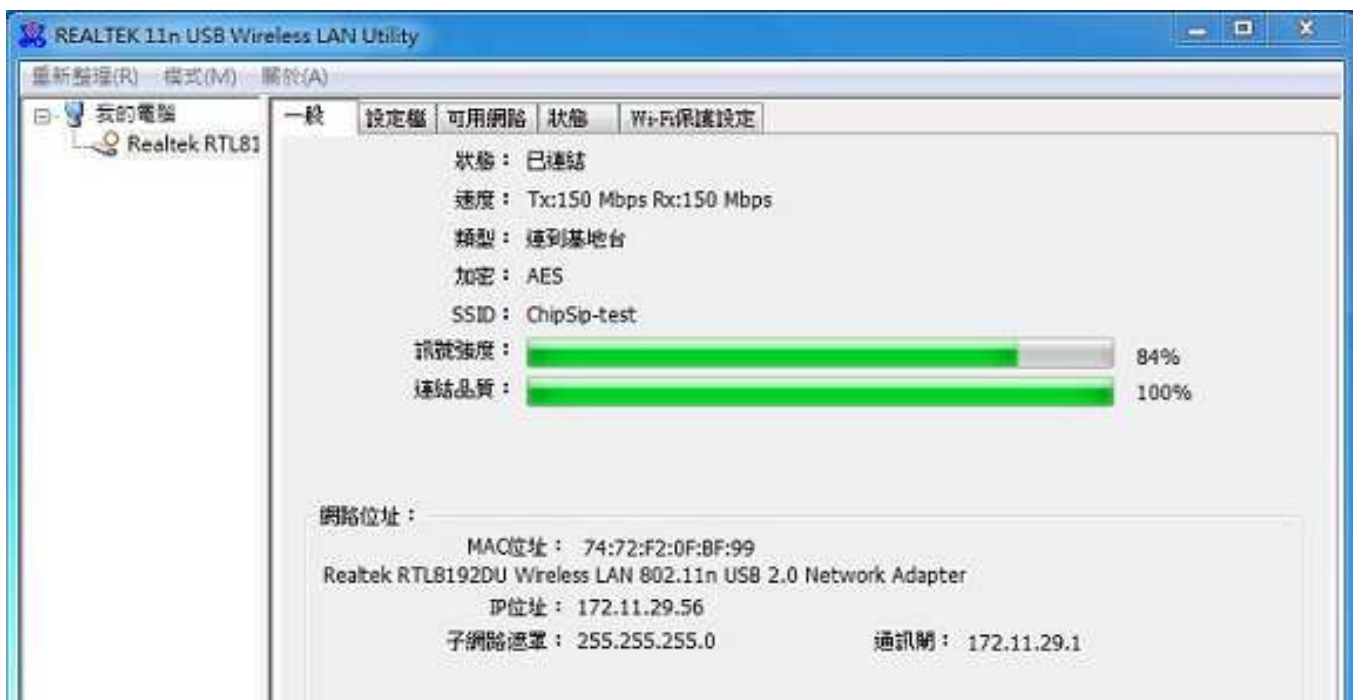 REALTEK 11n USB Wireless LAN Utility
重新整理(R) 模式(M) 關於(A)
我的電腦
Realtek RTL81
一般 設定檔 可用網路 狀態 Wi-Fi保護設定
狀態： 已連結
速度： Tx:150 Mbps Rx:150 Mbps
類型： 連到基地台
加密： AES
SSID： ChipSip-test
訊號強度： 84%
連結品質： 100%
網路位址：
MAC位址： 74:72:F2:0F:BF:99
Realtek RTL8192DU Wireless LAN 802.11n USB 2.0 Network Adapter
IP位址： 172.11.29.56
子網路遮罩： 255.255.255.0 通訊閘： 172.11.29.1